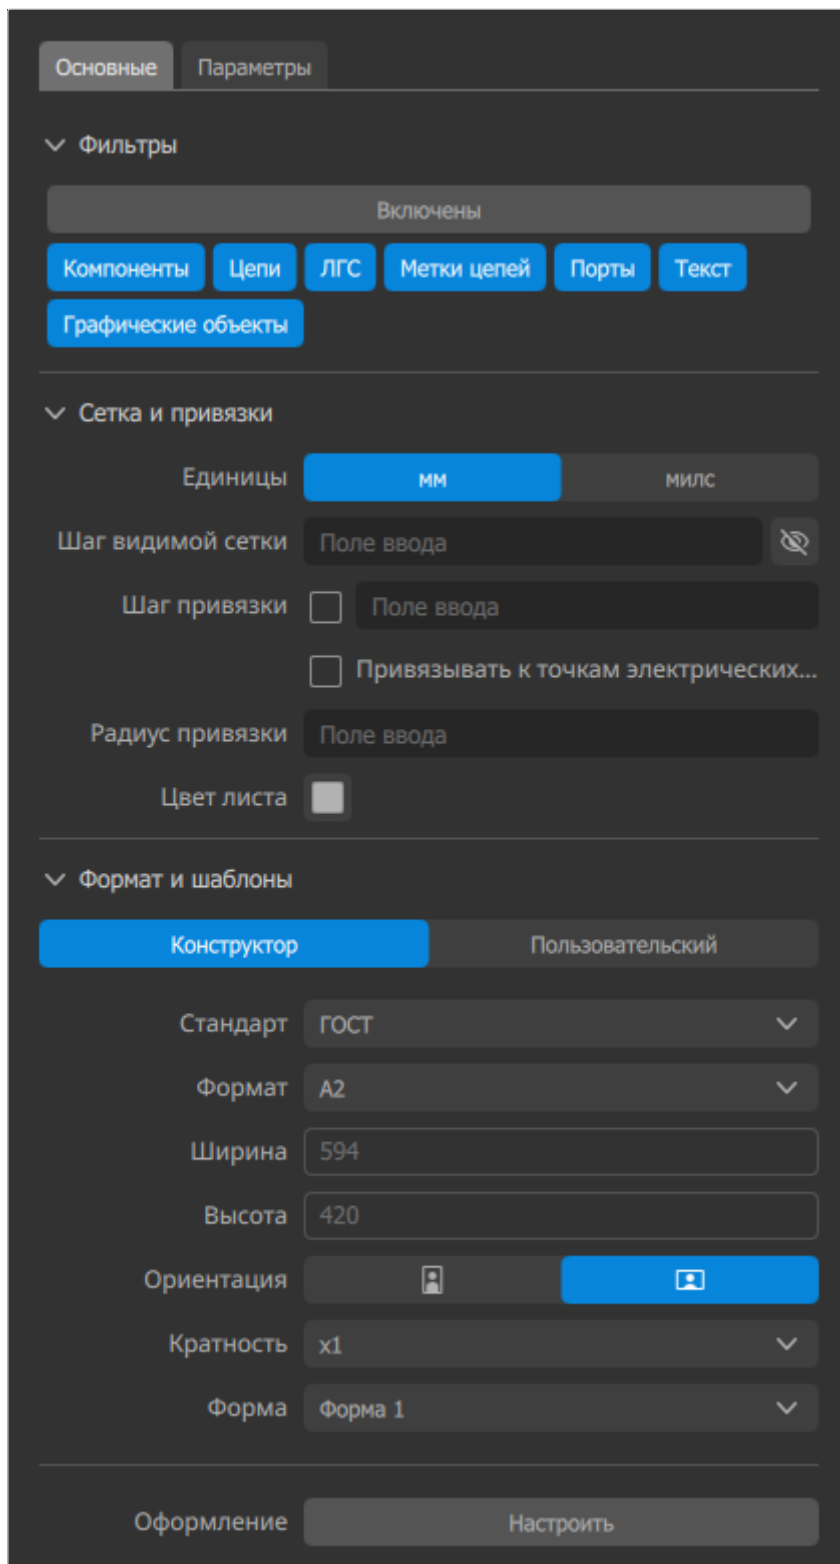 Основные Параметры
Фильтры
Включены
Компоненты Цепи ЛГС Метки цепей Порты Текст
Графические объекты
Сетка и привязки
Единицы мм милс
Шаг видимой сетки Поле ввода
Шаг привязки Поле ввода
Привязывать к точкам электрических...
Радиус привязки Поле ввода
Цвет листа
Формат и шаблоны
Конструктор Пользовательский
Стандарт ГОСТ
Формат А2
Ширина 594
Высота 420
Ориентация
Кратность x1
Форма Форма 1
Оформление Настроить